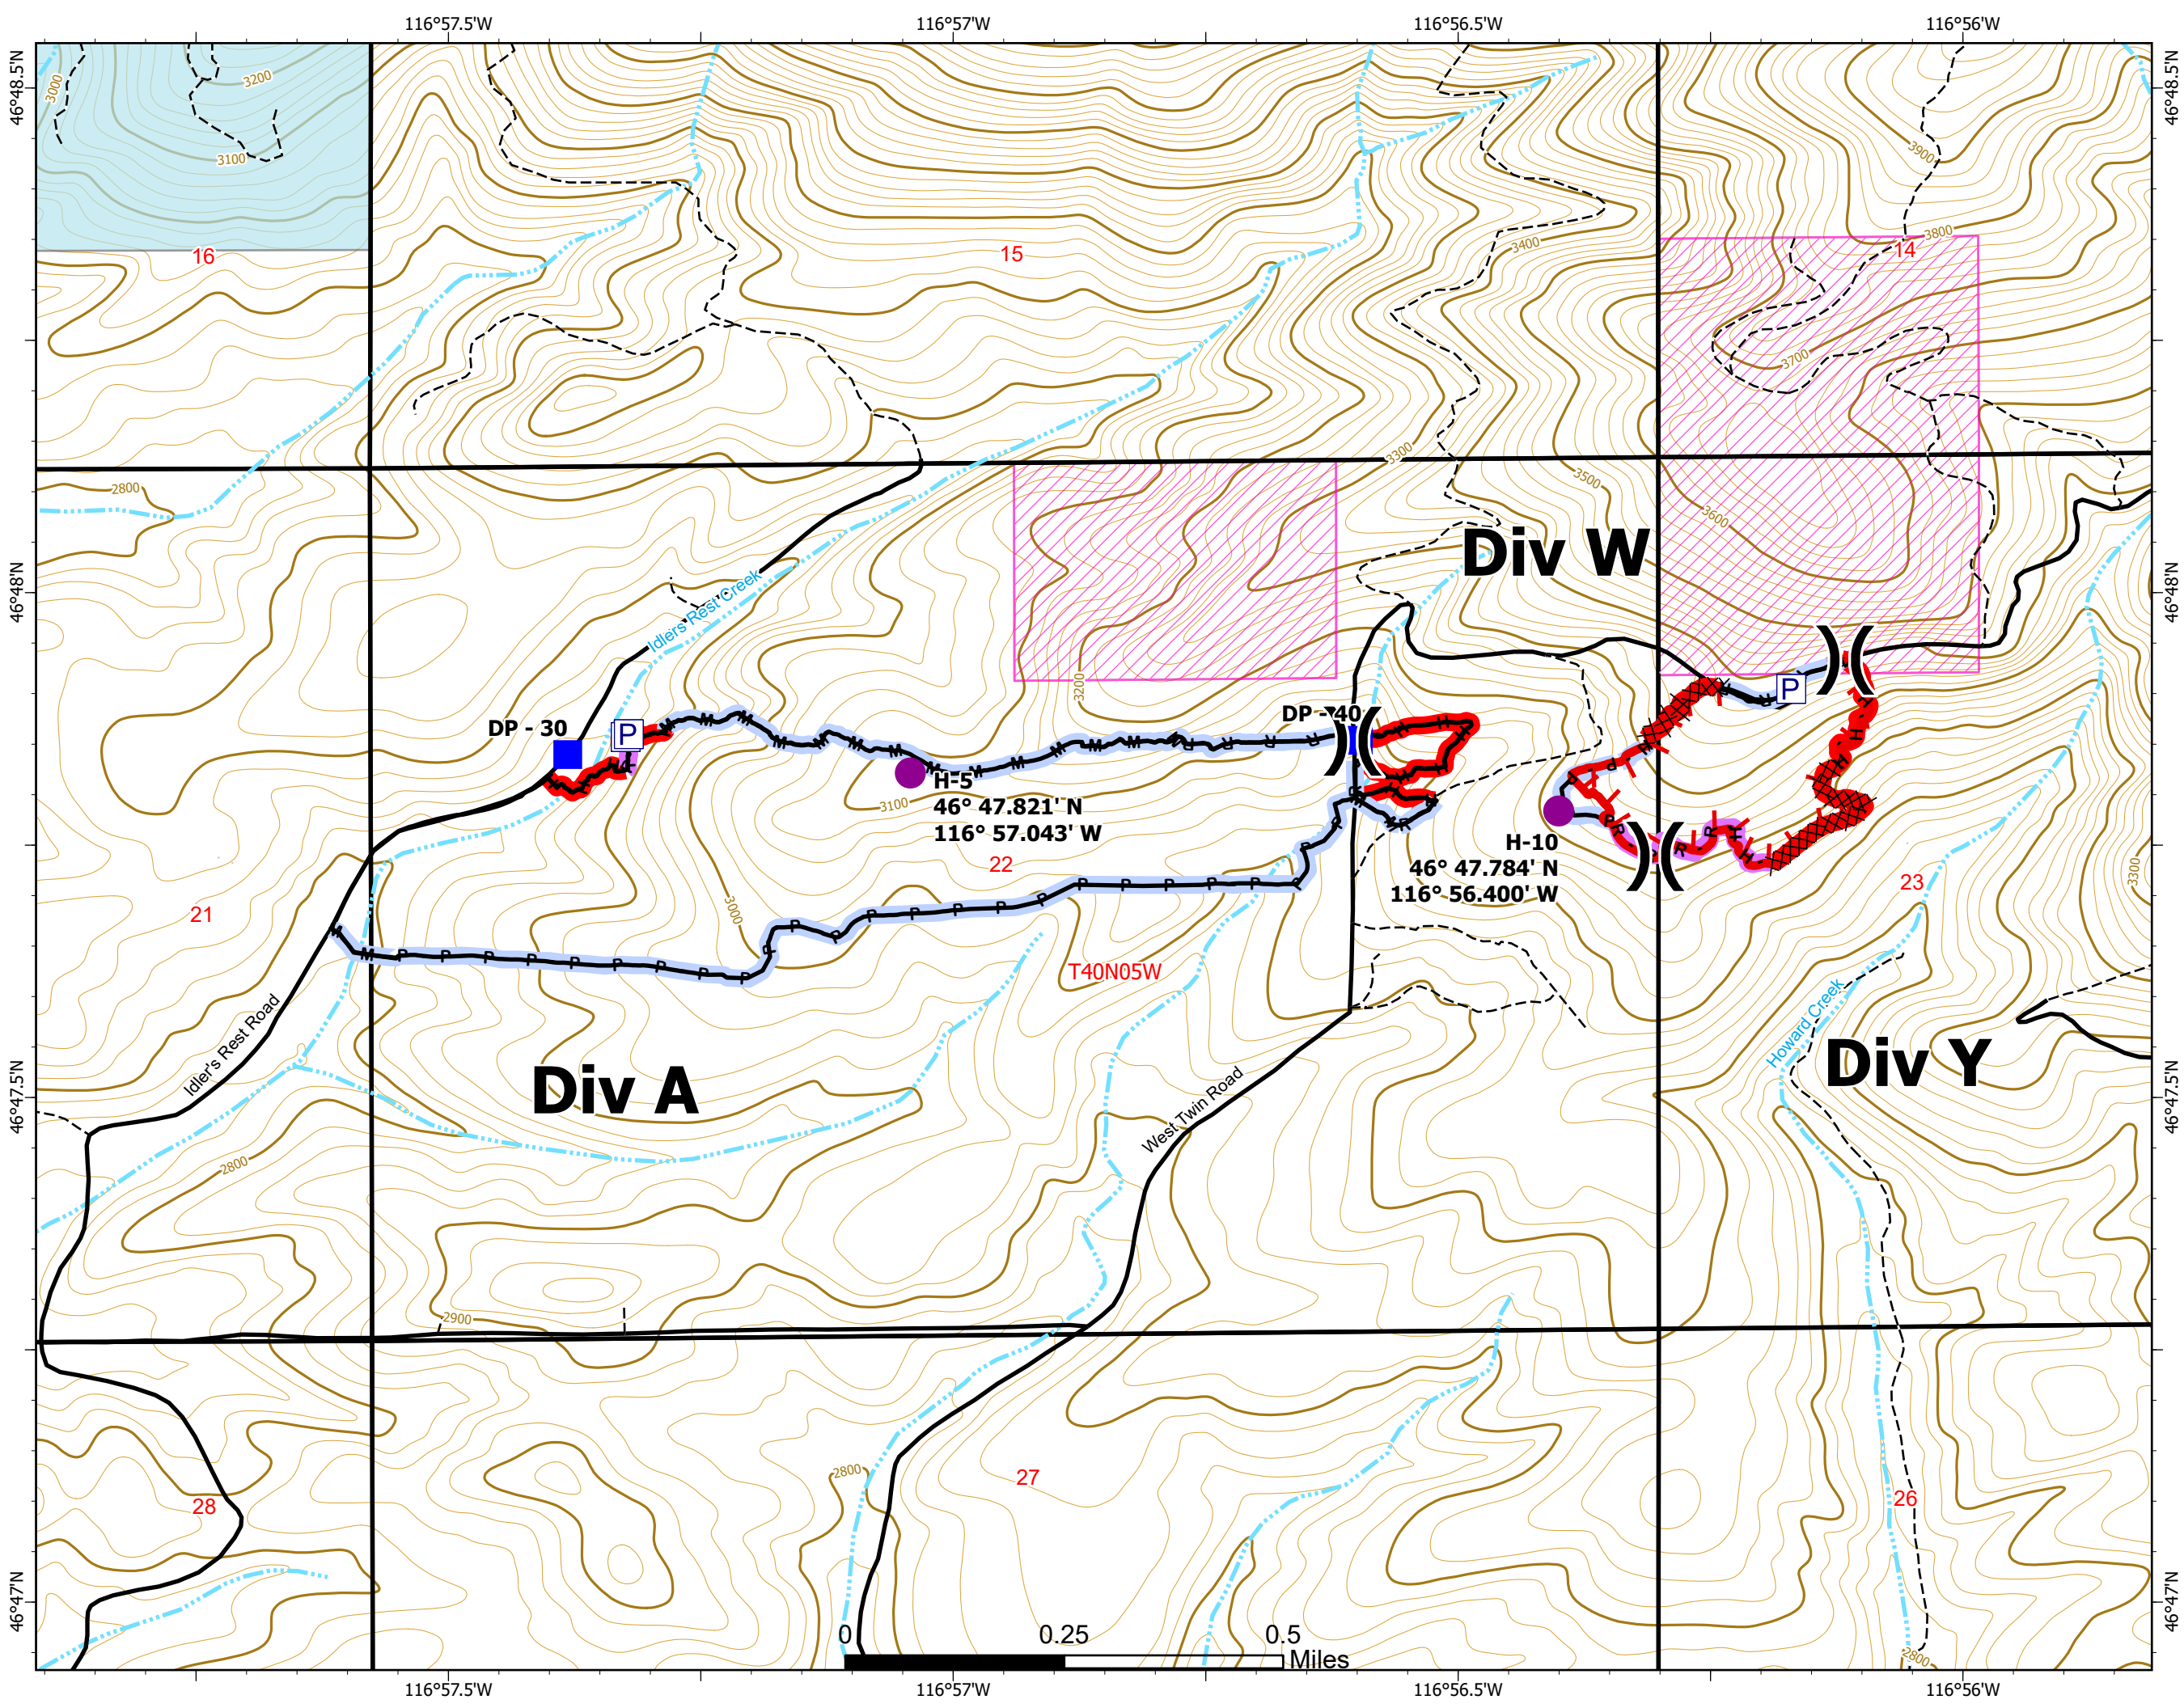 116°57.5'W
116°57'W
116°56.5'W
116°56'W
46°48.5'N
46°48.5'N
3000
3200
3100
3900
3800
3400
16
15
14
3700
3300
3500
2800
3600
46°48'N
46°48'N
Div W
Idlers Rest Creek
3200
P
DP - 30
P
DP - 40
H-5
46° 47.821' N
116° 57.043' W
3100
H-10
46° 47.784' N
116° 56.400' W
22
23
3300
21
3000
T40N05W
Idler's Rest Road
Howard Creek
Div A
Div Y
46°47.5'N
46°47.5'N
West Twin Road
2800
2900
2800
27
28
26
46°47'N
46°47'N
2800
0
0.25
0.5
Miles
116°57.5'W
116°57'W
116°56.5'W
116°56'W